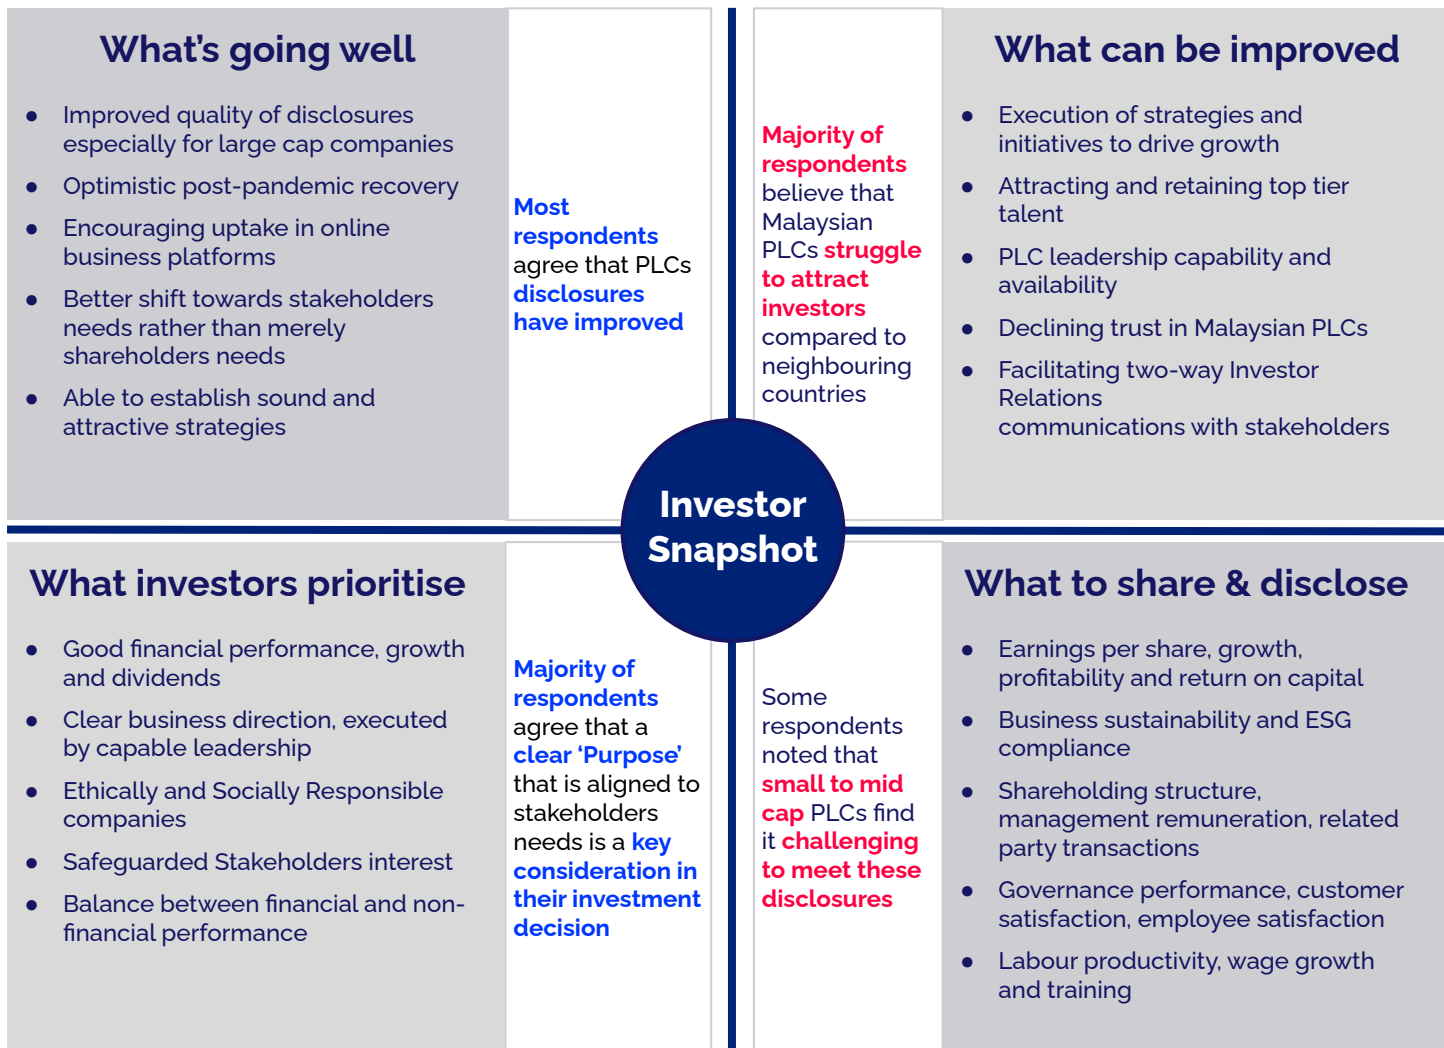 What's going well
● Improved quality of disclosures
especially for large cap companies
● Optimistic post-pandemic recovery
● Encouraging uptake in online
business platforms
● Better shift towards stakeholders
needs rather than merely
shareholders needs
● Able to establish sound and
attractive strategies
Most
respondents
agree that PLCs
disclosures
have improved
Majority of
respondents
believe that
Malaysian
PLCs struggle
to attract
investors
compared to
neighbouring
countries
What can be improved
● Execution of strategies and
initiatives to drive growth
● Attracting and retaining top tier
talent
● PLC leadership capability and
availability
● Declining trust in Malaysian PLCs
● Facilitating two-way Investor
Relations
communications with stakeholders
Investor
Snapshot
What investors prioritise
● Good financial performance, growth
and dividends
● Clear business direction, executed
by capable leadership
● Ethically and Socially Responsible
companies
● Safeguarded Stakeholders interest
● Balance between financial and non-
financial performance
Majority of
respondents
agree that a
clear ‘Purpose’
that is aligned to
stakeholders
needs is a key
consideration in
their investment
decision
Some
respondents
noted that
small to mid
cap PLCs find
it challenging
to meet these
disclosures
What to share & disclose
● Earnings per share, growth,
profitability and return on capital
● Business sustainability and ESG
compliance
● Shareholding structure,
management remuneration, related
party transactions
● Governance performance, customer
satisfaction, employee satisfaction
● Labour productivity, wage growth
and training